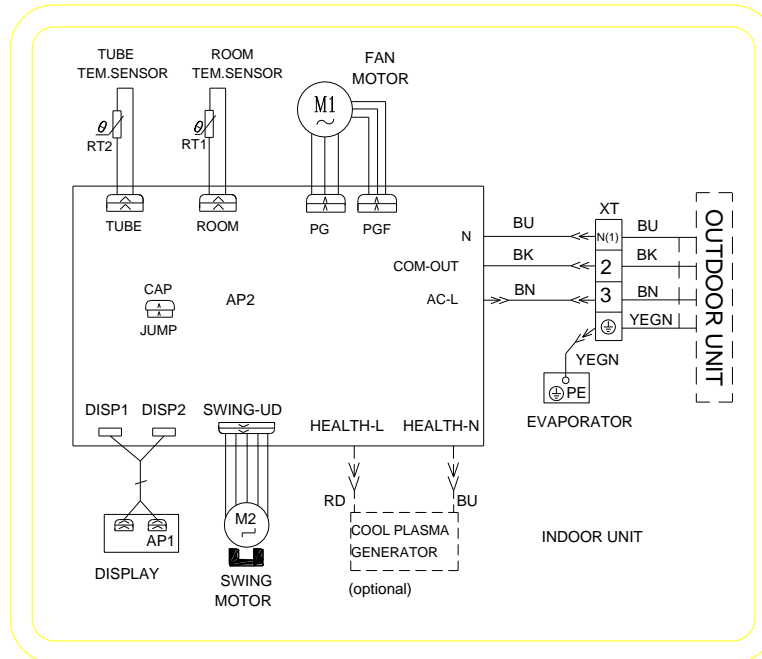 TUBE
TEM.SENSOR
ROOM
TEM.SENSOR
FAN
MOTOR
M1
θ
RT2
θ
RT1
TUBE
ROOM
PG
PGF
N
BU
XT
N(1)
BU
COM-OUT
BK
2
BK
AC-L
BN
3
BN
YEGN
YEGN
OUTDOOR UNIT
CAP
JUMP
AP2
PE
EVAPORATOR
DISP1
DISP2
SWING-UD
HEALTH-L
HEALTH-N
RD
BU
AP1
DISPLAY
M2
SWING
MOTOR
COOL PLASMA
GENERATOR
(optional)
INDOOR UNIT